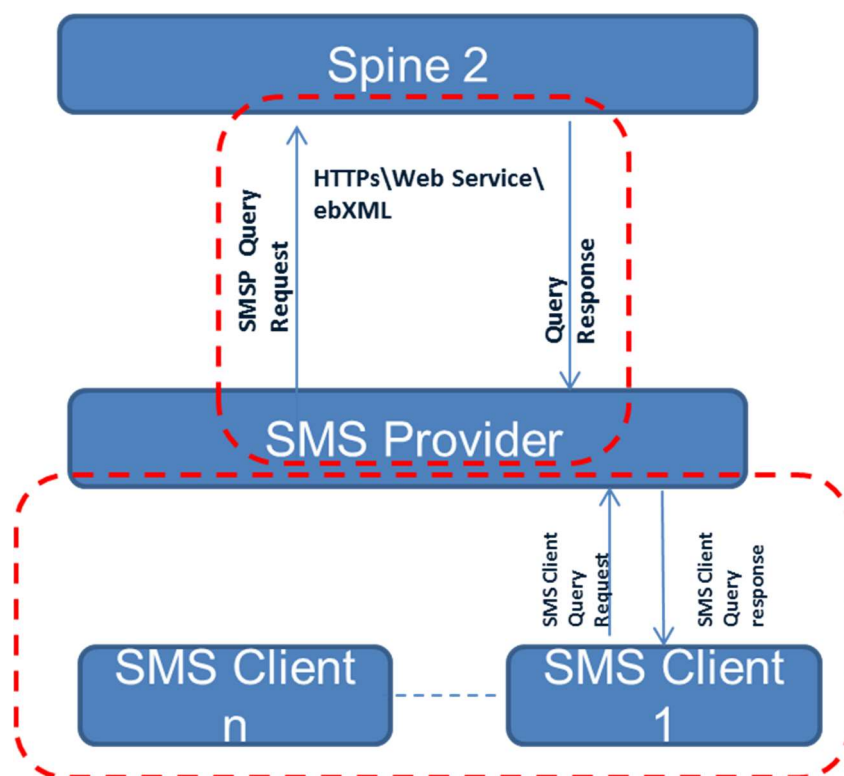 Spine 2
HTTPs\Web Service\
ebXML
SMSP Query
Request
Query
Response
SMS Provider
SMS Client
Query
Request
SMS Client
Query
response
SMS Client
n
SMS Client
1